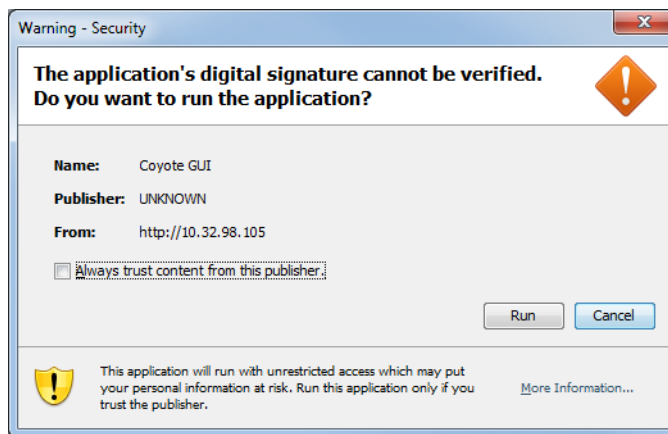 Warning - Security
The application's digital signature cannot be verified.
Do you want to run the application?
Name: Coyote GUI
Publisher: UNKNOWN
From: http://10.32.98.105
Always trust content from this publisher.
Run Cancel
This application will run with unrestricted access which may put
your personal information at risk. Run this application only if you
trust the publisher.
More Information...